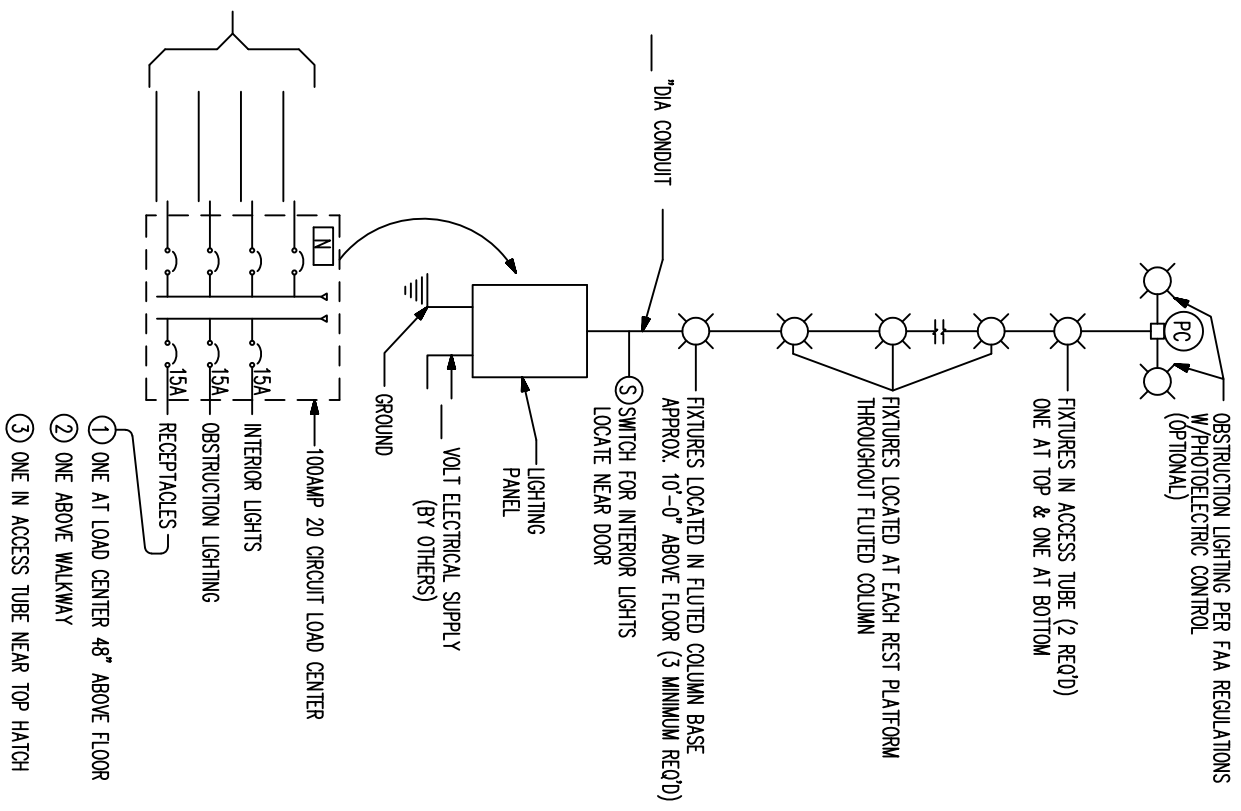 OBSTRUCTION LIGHTING PER FAA REGULATIONS
W/PHOTOELECTRIC CONTROL
(OPTIONAL)
PC
FIXTURES IN ACCESS TUBE (2 REQ'D)
ONE AT TOP & ONE AT BOTTOM
FIXTURES LOCATED AT EACH REST PLATFORM
THROUGHOUT FLUTED COLUMN
FIXTURES LOCATED IN FLUTED COLUMN BASE
APPROX. 10'-0" ABOVE FLOOR (3 MINIMUM REQ'D)
"DIA CONDUIT
S SWITCH FOR INTERIOR LIGHTS
LOCATE NEAR DOOR
LIGHTING
PANEL
VOLT ELECTRICAL SUPPLY
(BY OTHERS)
GROUND
N
100AMP 20 CIRCUIT LOAD CENTER
15A
INTERIOR LIGHTS
15A
OBSTRUCTION LIGHTING
15A
RECEPTACLES
1 ONE AT LOAD CENTER 48" ABOVE FLOOR
2 ONE ABOVE WALKWAY
3 ONE IN ACCESS TUBE NEAR TOP HATCH